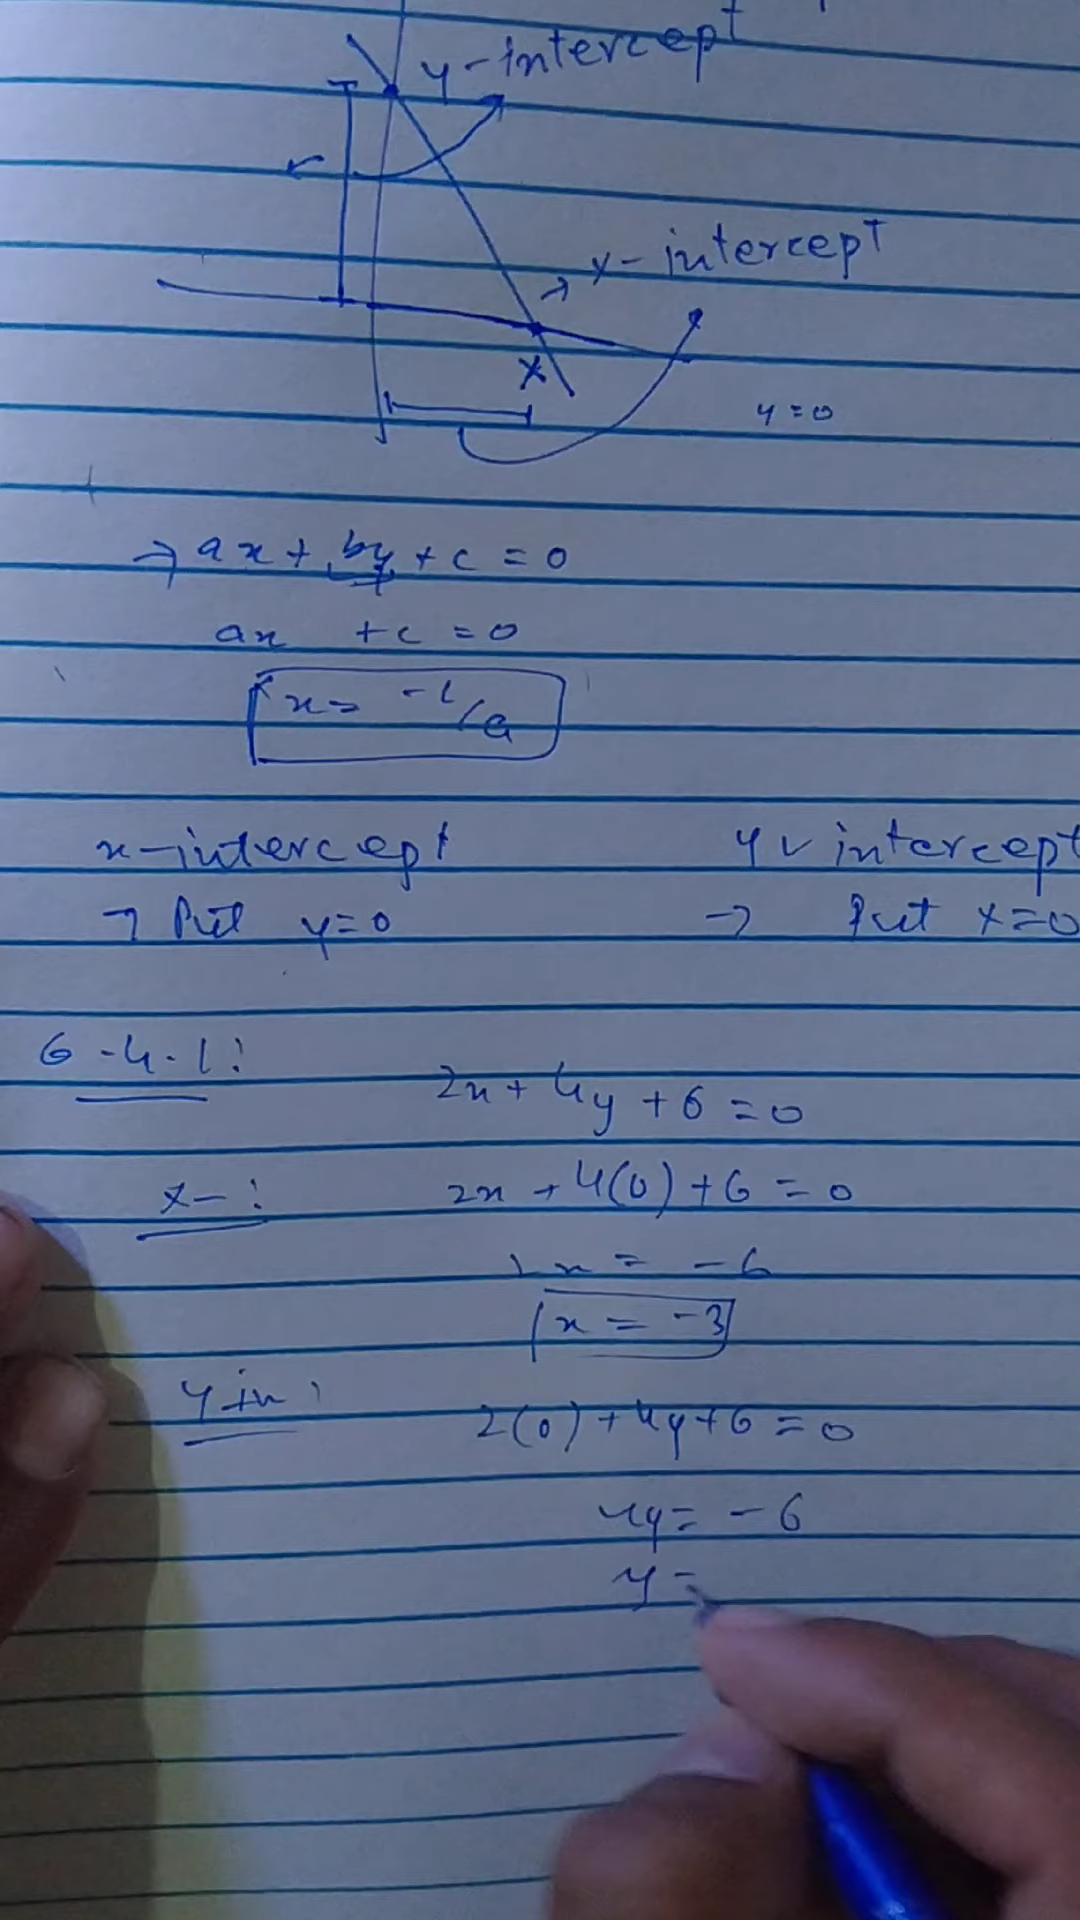 y-intercept
x-intercept
x
y = 0
→ ax + by + c = 0
ax + c = 0
x = -c/a
x-intercept y intercept
→ Put y=0 → Put x=0
6-4-1:
2x + 4y + 6 = 0
x-: 2x + 4(0) + 6 = 0
2x = -6
x = -3
y in: 2(0) + 4y + 6 = 0
4y = -6
y =